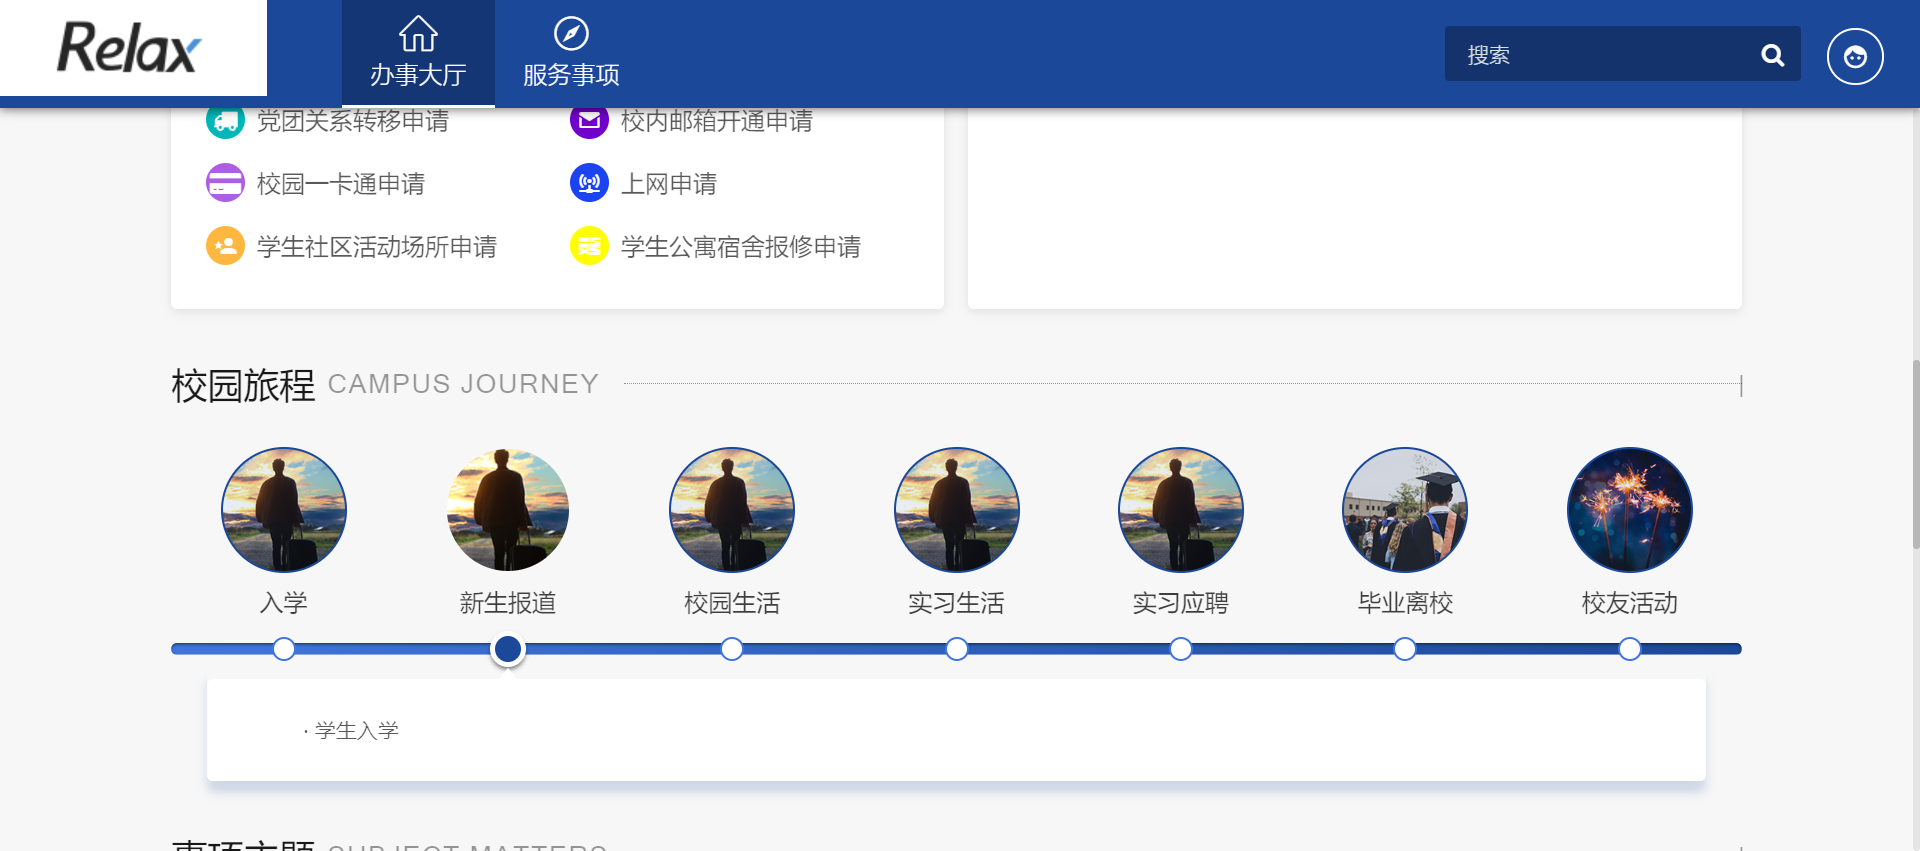 Relax
办事大厅
服务事项
搜索
党团关系转移申请
校内邮箱开通申请
校园一卡通申请
上网申请
学生社区活动场所申请
学生公寓宿舍报修申请
校园旅程 CAMPUS JOURNEY
入学
新生报道
校园生活
实习生活
实习应聘
毕业离校
校友活动
· 学生入学
事项主题 SUBJECT MATTERS